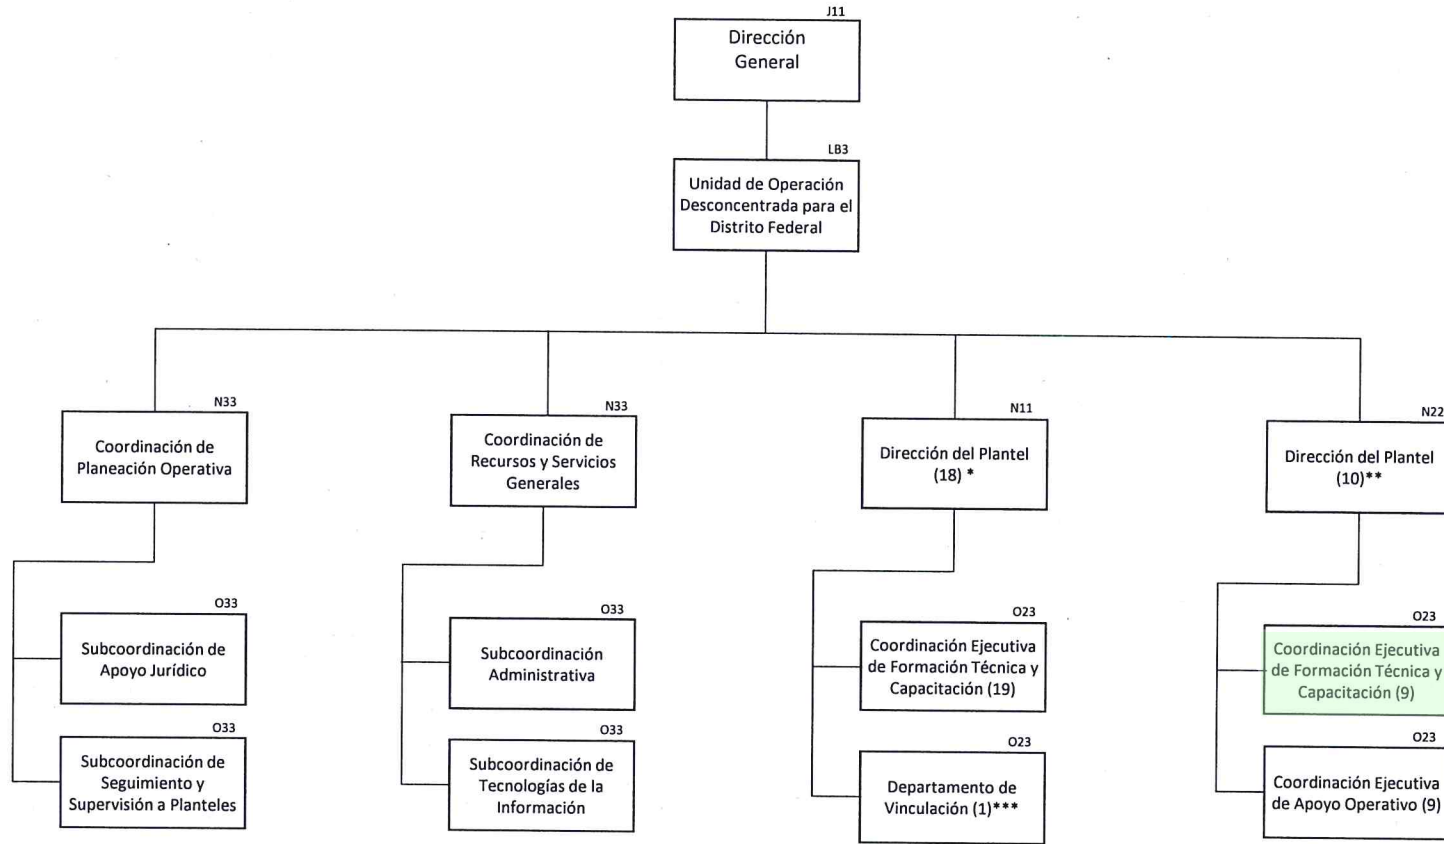 J11
Dirección
General
LB3
Unidad de Operación
Desconcentrada para el
Distrito Federal
N33
Coordinación de
Planeación Operativa
N33
Coordinación de
Recursos y Servicios
Generales
N11
Dirección del Plantel
(18) *
N22
Dirección del Plantel
(10)**
O33
Subcoordinación de
Apoyo Jurídico
O33
Subcoordinación
Administrativa
O23
Coordinación Ejecutiva
de Formación Técnica y
Capacitación (19)
O23
Coordinación Ejecutiva
de Formación Técnica y
Capacitación (9)
O33
Subcoordinación de
Seguimiento y
Supervisión a Planteles
O33
Subcoordinación de
Tecnologías de la
Información
O23
Departamento de
Vinculación (1)***
O23
Coordinación Ejecutiva
de Apoyo Operativo (9)